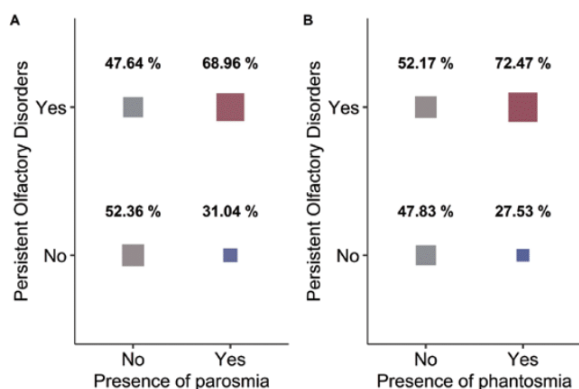 A
Persistent Olfactory Disorders
Yes
No
47.64 %
68.96 %
52.36 %
31.04 %
No
Yes
Presence of parosmia
B
Persistent Olfactory Disorders
Yes
No
52.17 %
72.47 %
47.83 %
27.53 %
No
Yes
Presence of phantosmia